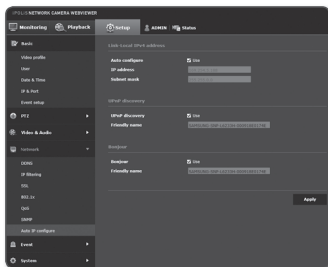 iPOLiS NETWORK CAMERA WEBVIEWER
Monitoring Playback Setup ADMIN Status
Basic
Video profile
User
Date & Time
IP & Port
Event setup
PTZ
Video & Audio
Network
DDNS
IP filtering
SSL
802.1x
QoS
SNMP
Auto IP configure
Event
System
Link-Local IPv4 address
Auto configure Use
IP address
Subnet mask
UPnP discovery
UPnP discovery Use
Friendly name
Bonjour
Bonjour Use
Friendly name
Apply